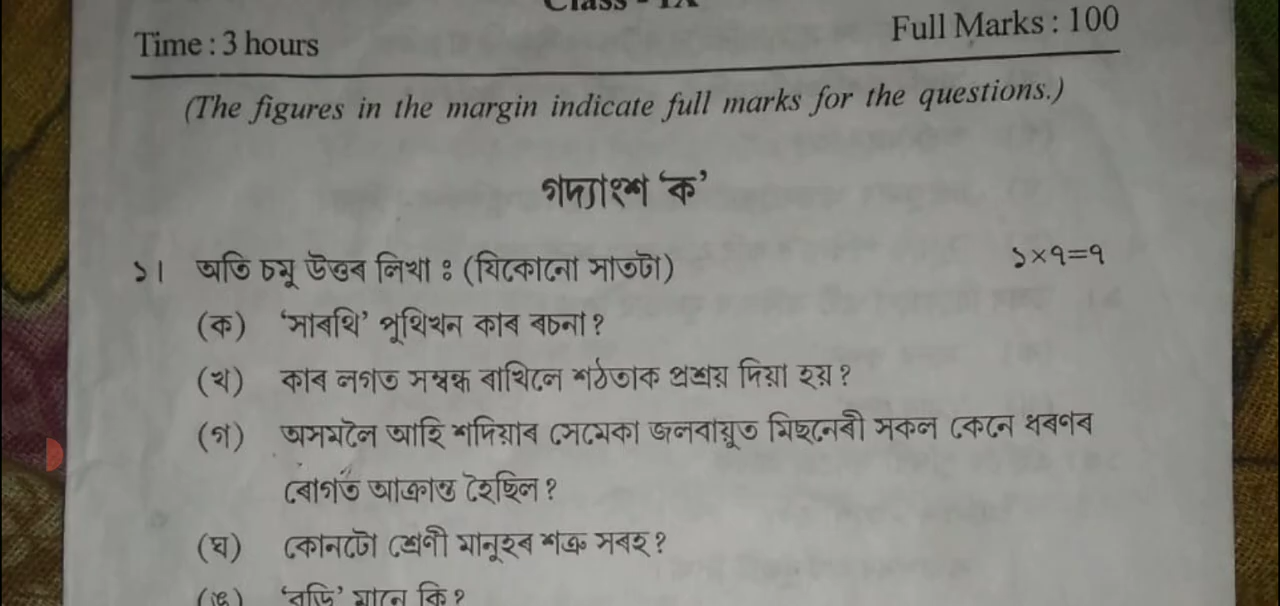 Class - IX
Time : 3 hours
Full Marks : 100
(The figures in the margin indicate full marks for the questions.)
গদ্যাংশ ‘ক’
১। অতি চমু উত্তৰ লিখা ঃ (যিকোনো সাতটা) ১×৭=৭
(ক) ‘সাৰথি’ পুথিখন কাৰ ৰচনা ?
(খ) কাৰ লগত সম্বন্ধ ৰাখিলে শঠতাক প্ৰশ্ৰয় দিয়া হয় ?
(গ) অসমলৈ আহি শদিয়াৰ সেমেকা জলবায়ুত মিছনেৰী সকল কেনে ধৰণৰ
ৰোগত আক্ৰান্ত হৈছিল ?
(ঘ) কোনটো শ্ৰেণী মানুহৰ শত্ৰু সৰহ ?
(ঙ) মানে কি ?